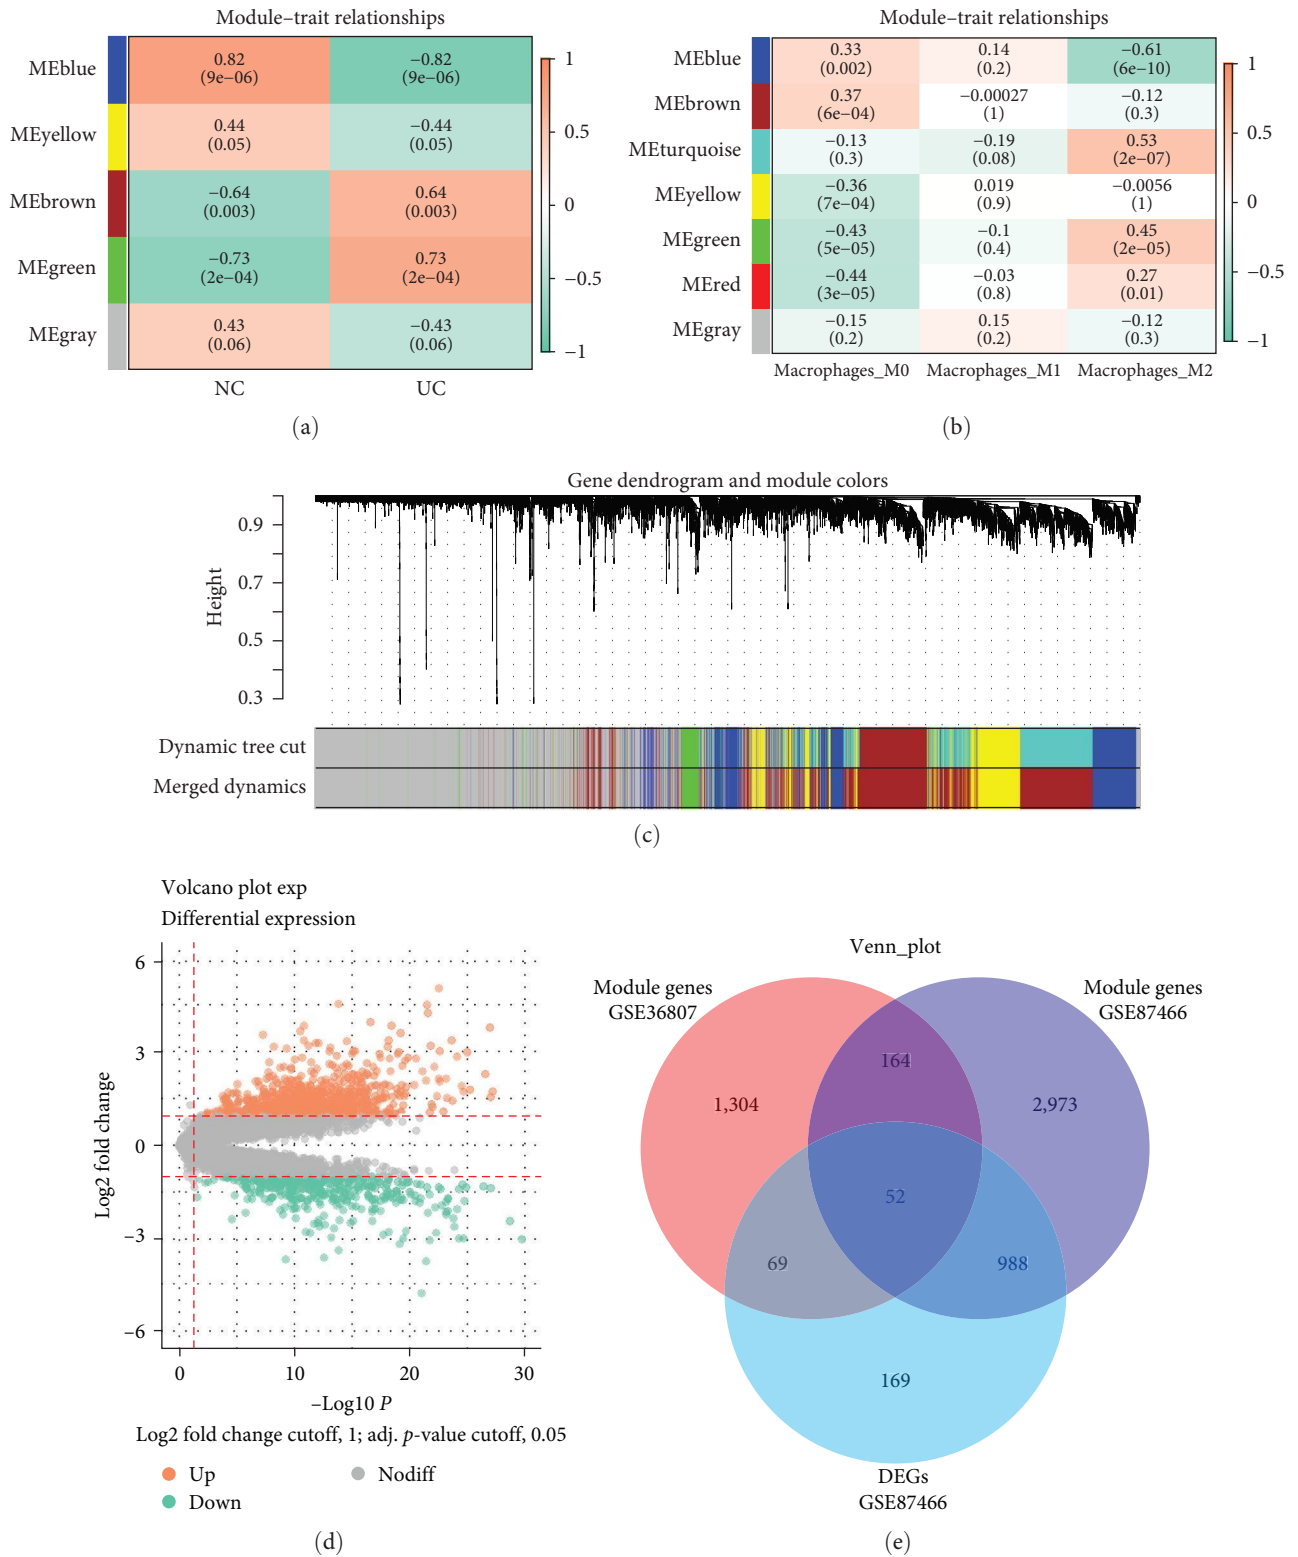 Module–trait relationships
MEblue
MEyellow
MEbrown
MEgreen
MEgray
0.82
(9e−06)
−0.82
(9e−06)
0.44
(0.05)
−0.44
(0.05)
−0.64
(0.003)
0.64
(0.003)
−0.73
(2e−04)
0.73
(2e−04)
0.43
(0.06)
−0.43
(0.06)
1
0.5
0
−0.5
−1
NC
UC
(a)
Module–trait relationships
MEblue
MEbrown
MEturquoise
MEyellow
MEgreen
MEred
MEgray
0.33
(0.002)
0.14
(0.2)
−0.61
(6e−10)
0.37
(6e−04)
−0.00027
(1)
−0.12
(0.3)
−0.13
(0.3)
−0.19
(0.08)
0.53
(2e−07)
−0.36
(7e−04)
0.019
(0.9)
−0.0056
(1)
−0.43
(5e−05)
−0.1
(0.4)
0.45
(2e−05)
−0.44
(3e−05)
−0.03
(0.8)
0.27
(0.01)
−0.15
(0.2)
0.15
(0.2)
−0.12
(0.3)
1
0.5
0
−0.5
−1
Macrophages_M0
Macrophages_M1
Macrophages_M2
(b)
Gene dendrogram and module colors
Height
0.9
0.7
0.5
0.3
Dynamic tree cut
Merged dynamics
(c)
Volcano plot exp
Differential expression
Log2 fold change
6
3
0
−3
−6
0
10
20
30
−Log10 P
Log2 fold change cutoff, 1; adj. p-value cutoff, 0.05
Up
Nodiff
Down
(d)
Venn_plot
Module genes
GSE36807
Module genes
GSE87466
164
1,304
2,973
52
69
988
169
DEGs
GSE87466
(e)